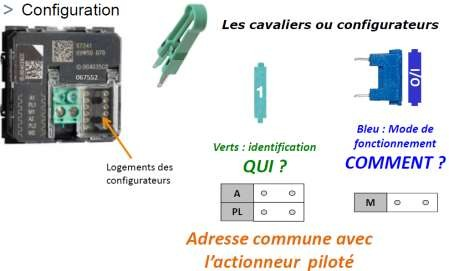 > Configuration
Les cavaliers ou configurateurs
067552
1
I/O
Logements des
configurateurs
Verts : identification
QUI ?
Bleu : Mode de
fonctionnement
COMMENT ?
A
PL
M
Adresse commune avec
l'actionneur piloté